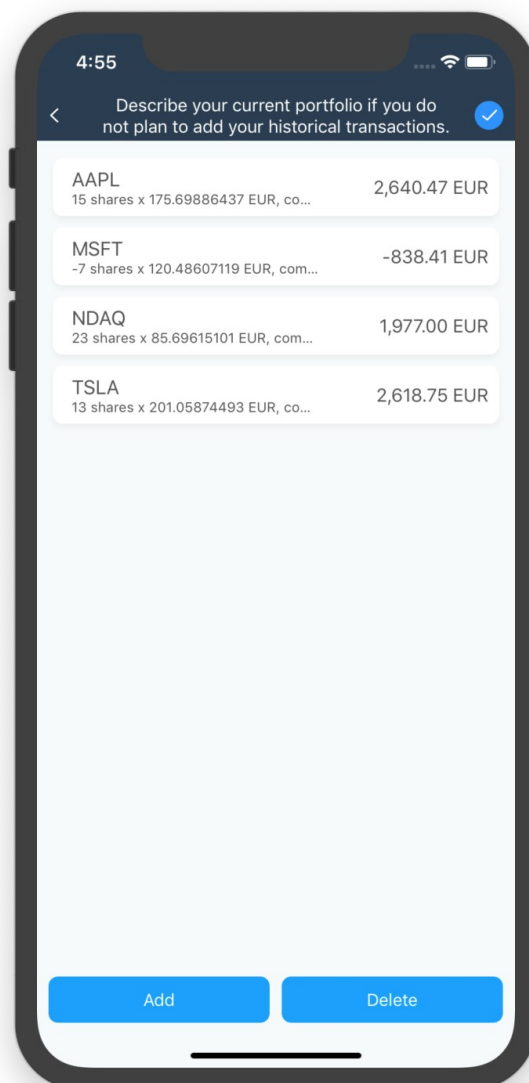 4:55
Describe your current portfolio if you do
not plan to add your historical transactions.
AAPL
15 shares x 175.69886437 EUR, co...
2,640.47 EUR
MSFT
-7 shares x 120.48607119 EUR, com...
-838.41 EUR
NDAQ
23 shares x 85.69615101 EUR, com...
1,977.00 EUR
TSLA
13 shares x 201.05874493 EUR, co...
2,618.75 EUR
Add
Delete